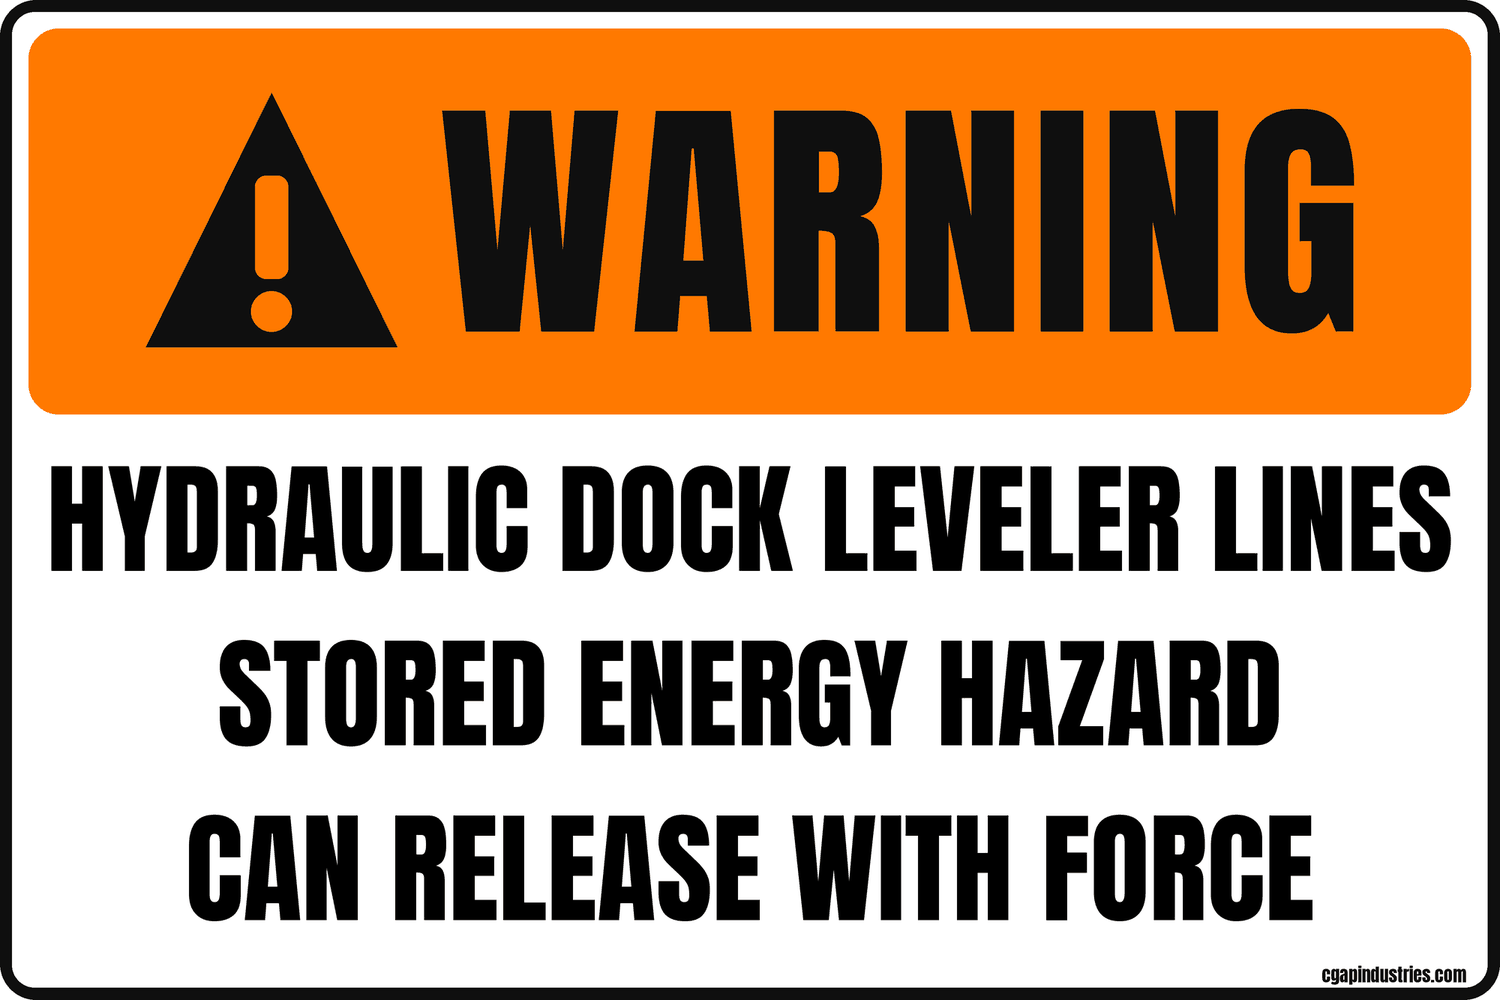 WARNING
HYDRAULIC DOCK LEVELER LINES
STORED ENERGY HAZARD
CAN RELEASE WITH FORCE
cgapindustries.com